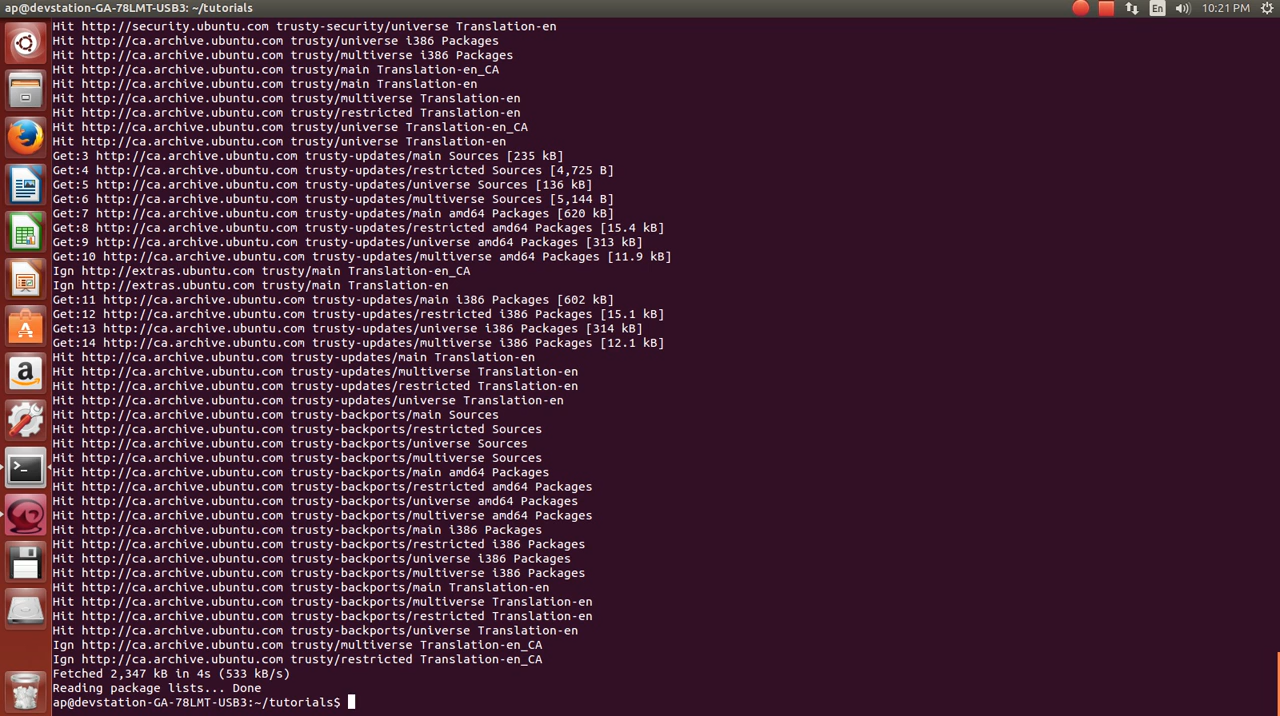 ap@devstation-GA-78LMT-USB3: ~/tutorials
En
10:21 PM
Hit http://security.ubuntu.com trusty-security/universe Translation-en
Hit http://ca.archive.ubuntu.com trusty/universe i386 Packages
Hit http://ca.archive.ubuntu.com trusty/multiverse i386 Packages
Hit http://ca.archive.ubuntu.com trusty/main Translation-en_CA
Hit http://ca.archive.ubuntu.com trusty/main Translation-en
Hit http://ca.archive.ubuntu.com trusty/multiverse Translation-en
Hit http://ca.archive.ubuntu.com trusty/restricted Translation-en
Hit http://ca.archive.ubuntu.com trusty/universe Translation-en_CA
Hit http://ca.archive.ubuntu.com trusty/universe Translation-en
Get:3 http://ca.archive.ubuntu.com trusty-updates/main Sources [235 kB]
Get:4 http://ca.archive.ubuntu.com trusty-updates/restricted Sources [4,725 B]
Get:5 http://ca.archive.ubuntu.com trusty-updates/universe Sources [136 kB]
Get:6 http://ca.archive.ubuntu.com trusty-updates/multiverse Sources [5,144 B]
Get:7 http://ca.archive.ubuntu.com trusty-updates/main amd64 Packages [620 kB]
Get:8 http://ca.archive.ubuntu.com trusty-updates/restricted amd64 Packages [15.4 kB]
Get:9 http://ca.archive.ubuntu.com trusty-updates/universe amd64 Packages [313 kB]
Get:10 http://ca.archive.ubuntu.com trusty-updates/multiverse amd64 Packages [11.9 kB]
Ign http://extras.ubuntu.com trusty/main Translation-en_CA
Ign http://extras.ubuntu.com trusty/main Translation-en
Get:11 http://ca.archive.ubuntu.com trusty-updates/main i386 Packages [602 kB]
Get:12 http://ca.archive.ubuntu.com trusty-updates/restricted i386 Packages [15.1 kB]
Get:13 http://ca.archive.ubuntu.com trusty-updates/universe i386 Packages [314 kB]
Get:14 http://ca.archive.ubuntu.com trusty-updates/multiverse i386 Packages [12.1 kB]
Hit http://ca.archive.ubuntu.com trusty-updates/main Translation-en
Hit http://ca.archive.ubuntu.com trusty-updates/multiverse Translation-en
Hit http://ca.archive.ubuntu.com trusty-updates/restricted Translation-en
Hit http://ca.archive.ubuntu.com trusty-updates/universe Translation-en
Hit http://ca.archive.ubuntu.com trusty-backports/main Sources
Hit http://ca.archive.ubuntu.com trusty-backports/restricted Sources
Hit http://ca.archive.ubuntu.com trusty-backports/universe Sources
Hit http://ca.archive.ubuntu.com trusty-backports/multiverse Sources
Hit http://ca.archive.ubuntu.com trusty-backports/main amd64 Packages
Hit http://ca.archive.ubuntu.com trusty-backports/restricted amd64 Packages
Hit http://ca.archive.ubuntu.com trusty-backports/universe amd64 Packages
Hit http://ca.archive.ubuntu.com trusty-backports/multiverse amd64 Packages
Hit http://ca.archive.ubuntu.com trusty-backports/main i386 Packages
Hit http://ca.archive.ubuntu.com trusty-backports/restricted i386 Packages
Hit http://ca.archive.ubuntu.com trusty-backports/universe i386 Packages
Hit http://ca.archive.ubuntu.com trusty-backports/multiverse i386 Packages
Hit http://ca.archive.ubuntu.com trusty-backports/main Translation-en
Hit http://ca.archive.ubuntu.com trusty-backports/multiverse Translation-en
Hit http://ca.archive.ubuntu.com trusty-backports/restricted Translation-en
Hit http://ca.archive.ubuntu.com trusty-backports/universe Translation-en
Ign http://ca.archive.ubuntu.com trusty/multiverse Translation-en_CA
Ign http://ca.archive.ubuntu.com trusty/restricted Translation-en_CA
Fetched 2,347 kB in 4s (533 kB/s)
Reading package lists... Done
ap@devstation-GA-78LMT-USB3:~/tutorials$